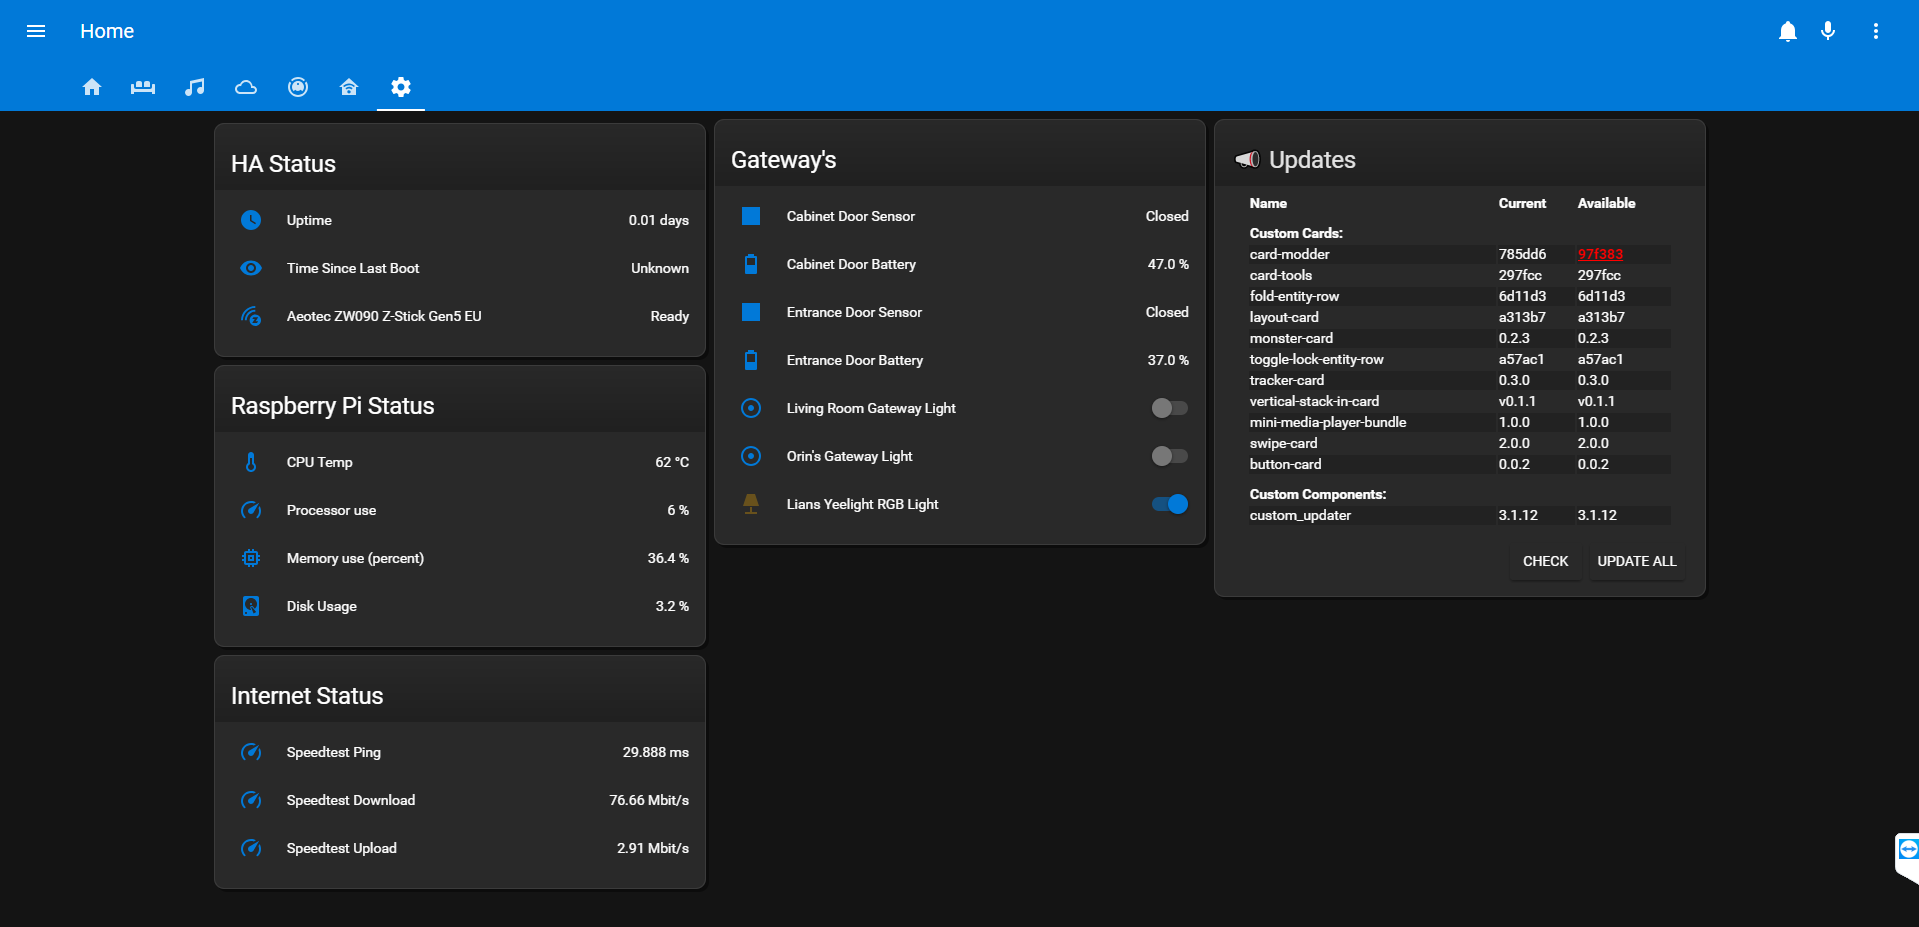 Home
HA Status
Uptime 0.01 days
Time Since Last Boot Unknown
Aeotec ZW090 Z-Stick Gen5 EU Ready
Raspberry Pi Status
CPU Temp 62 °C
Processor use 6 %
Memory use (percent) 36.4 %
Disk Usage 3.2 %
Internet Status
Speedtest Ping 29.888 ms
Speedtest Download 76.66 Mbit/s
Speedtest Upload 2.91 Mbit/s
Gateway's
Cabinet Door Sensor Closed
Cabinet Door Battery 47.0 %
Entrance Door Sensor Closed
Entrance Door Battery 37.0 %
Living Room Gateway Light
Orin's Gateway Light
Lians Yeelight RGB Light
Updates
Name Current Available
Custom Cards:
card-modder 785dd6 97f383
card-tools 297fcc 297fcc
fold-entity-row 6d11d3 6d11d3
layout-card a313b7 a313b7
monster-card 0.2.3 0.2.3
toggle-lock-entity-row a57ac1 a57ac1
tracker-card 0.3.0 0.3.0
vertical-stack-in-card v0.1.1 v0.1.1
mini-media-player-bundle 1.0.0 1.0.0
swipe-card 2.0.0 2.0.0
button-card 0.0.2 0.0.2
Custom Components:
custom_updater 3.1.12 3.1.12
CHECK UPDATE ALL